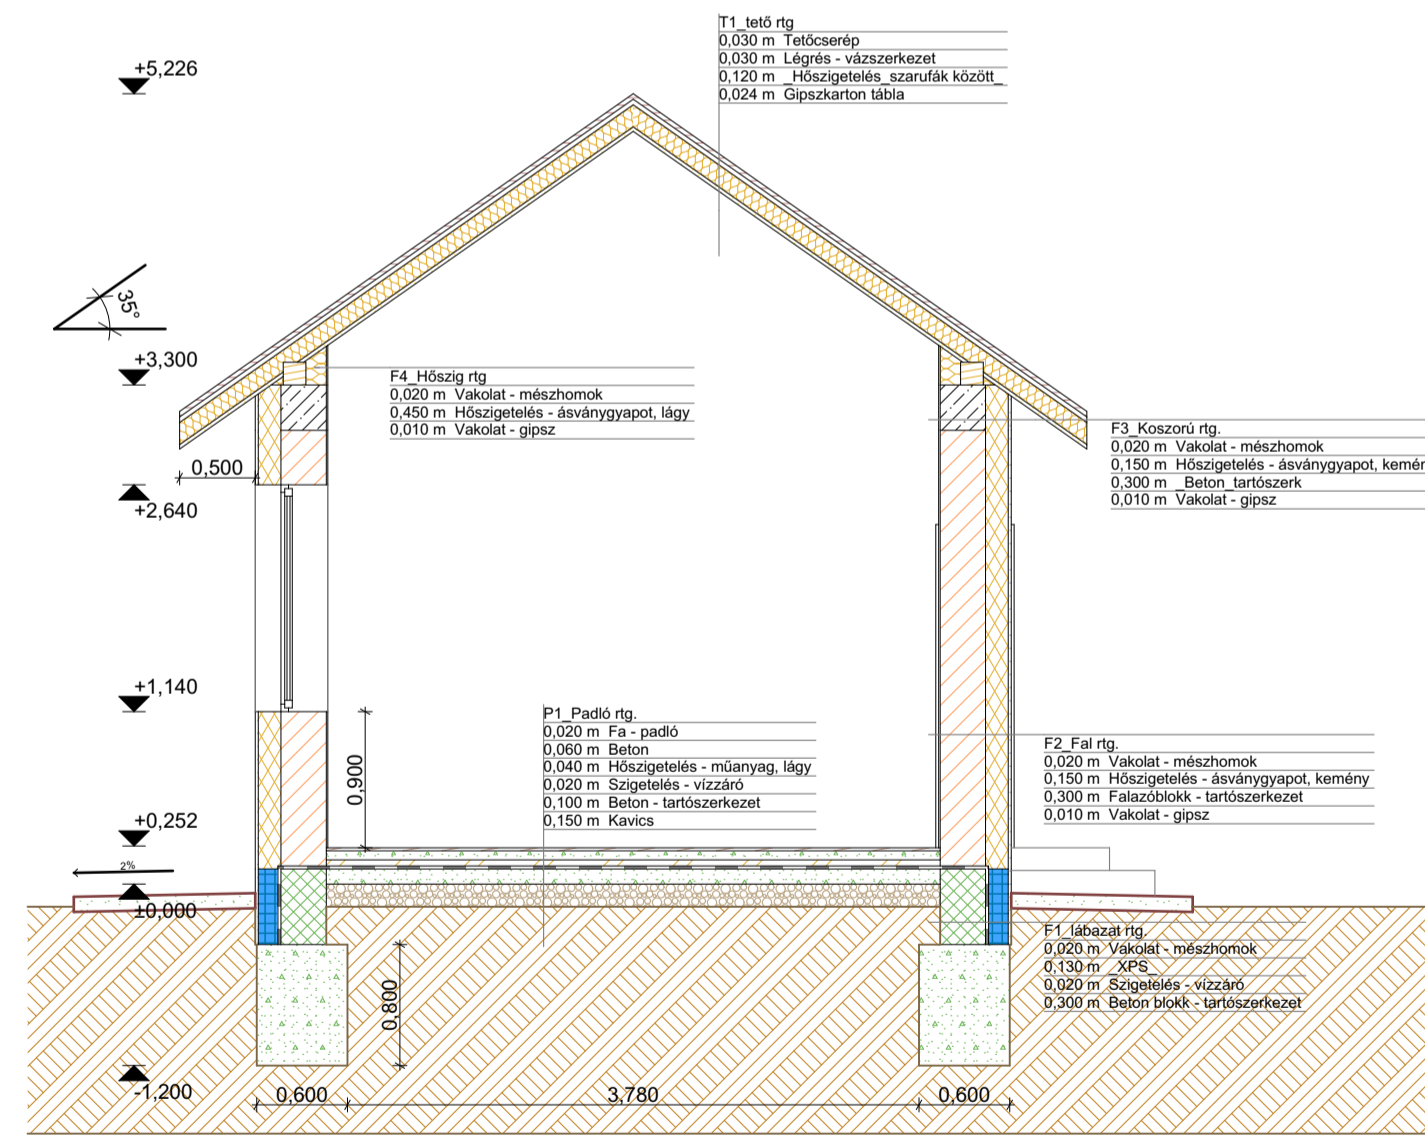 T1_tető rtg
0,030 m Tetőcserép
0,030 m Légrés - vázszerkezet
0,120 m _Hőszigetelés_szarufák között_
0,024 m Gipszkarton tábla
+5,226
35°
+3,300
F4_Hőszig rtg
0,020 m Vakolat - mészhomok
0,450 m Hőszigetelés - ásványgyapot, lágy
0,010 m Vakolat - gipsz
F3_Koszorú rtg.
0,020 m Vakolat - mészhomok
0,150 m Hőszigetelés - ásványgyapot, kemén
0,300 m _Beton_tartószerk
0,010 m Vakolat - gipsz
0,500
+2,640
+1,140
P1_Padló rtg.
0,020 m Fa - padló
0,060 m Beton
0,040 m Hőszigetelés - műanyag, lágy
0,020 m Szigetelés - vízzáró
0,100 m Beton - tartószerkezet
0,150 m Kavics
F2_Fal rtg.
0,020 m Vakolat - mészhomok
0,150 m Hőszigetelés - ásványgyapot, kemény
0,300 m Falazóblokk - tartószerkezet
0,010 m Vakolat - gipsz
0,900
+0,252
2%
±0,000
F1_lábazat rtg.
0,020 m Vakolat - mészhomok
0,130 m _XPS_
0,020 m Szigetelés - vízzáró
0,300 m Beton blokk - tartószerkezet
0,800
-1,200
0,600
3,780
0,600